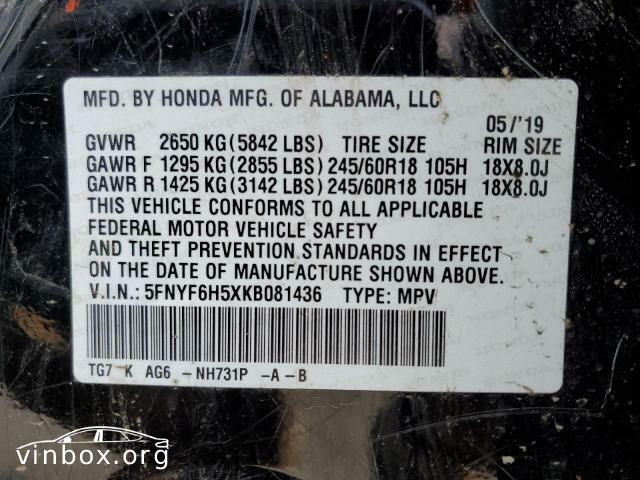 MFD. BY HONDA MFG. OF ALABAMA, LLC
05/'19
GVWR 2650 KG (5842 LBS) TIRE SIZE RIM SIZE
GAWR F 1295 KG (2855 LBS) 245/60R18 105H 18X8.0J
GAWR R 1425 KG (3142 LBS) 245/60R18 105H 18X8.0J
THIS VEHICLE CONFORMS TO ALL APPLICABLE
FEDERAL MOTOR VEHICLE SAFETY
AND THEFT PREVENTION STANDARDS IN EFFECT
ON THE DATE OF MANUFACTURE SHOWN ABOVE.
V.I.N.: 5FNYF6H5XKB081436 TYPE: MPV
TG7 K AG6 - NH731P -A-B
vinbox.org